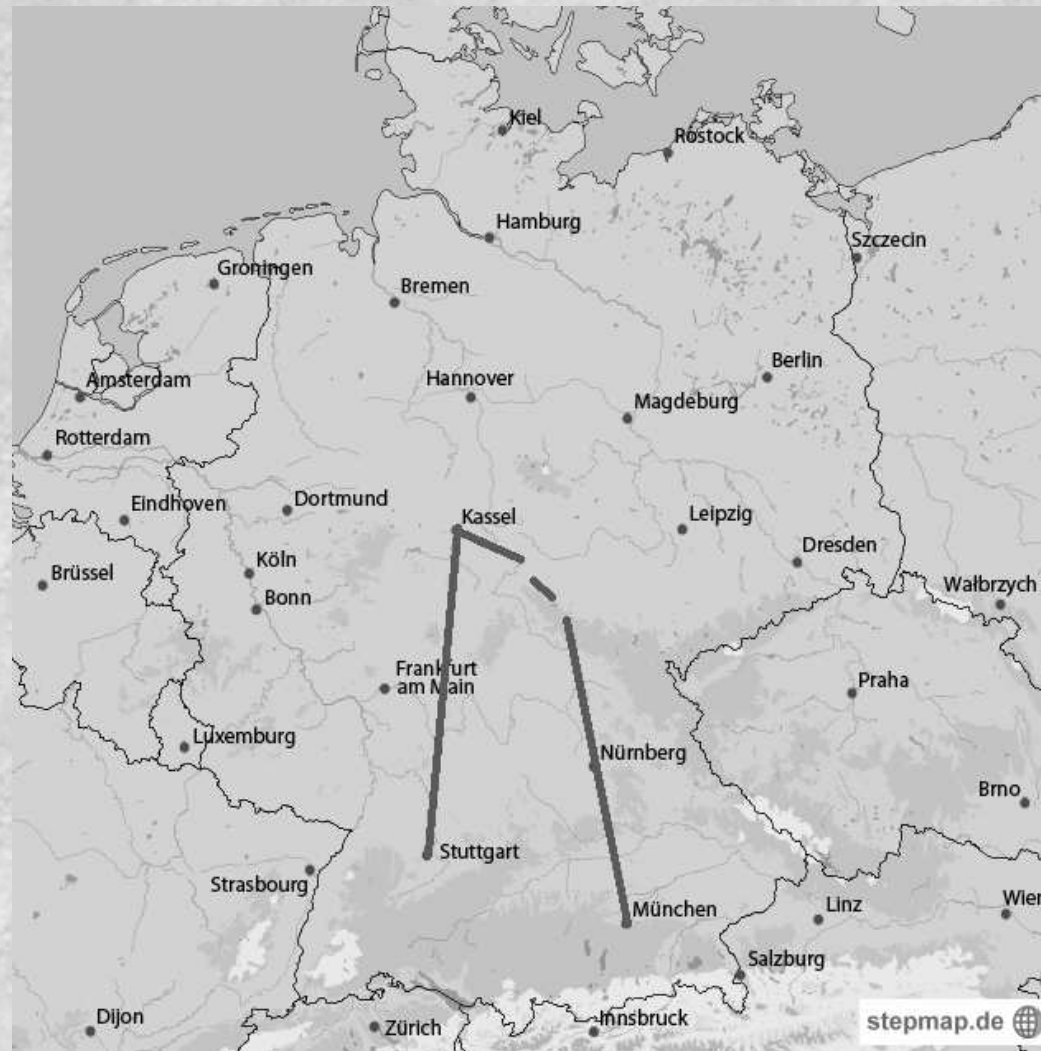 Kiel
Rostock
Hamburg
Szczecin
Groningen
Bremen
Amsterdam
Hannover
Berlin
Magdeburg
Rotterdam
Eindhoven
Dortmund
Kassel
Leipzig
Dresden
Köln
Brüssel
Bonn
Wałbrzych
Frankfurt
am Main
Praha
Luxemburg
Nürnberg
Brno
Stuttgart
Strasbourg
München
Linz
Wien
Salzburg
Dijon
Zürich
Innsbruck
stepmap.de